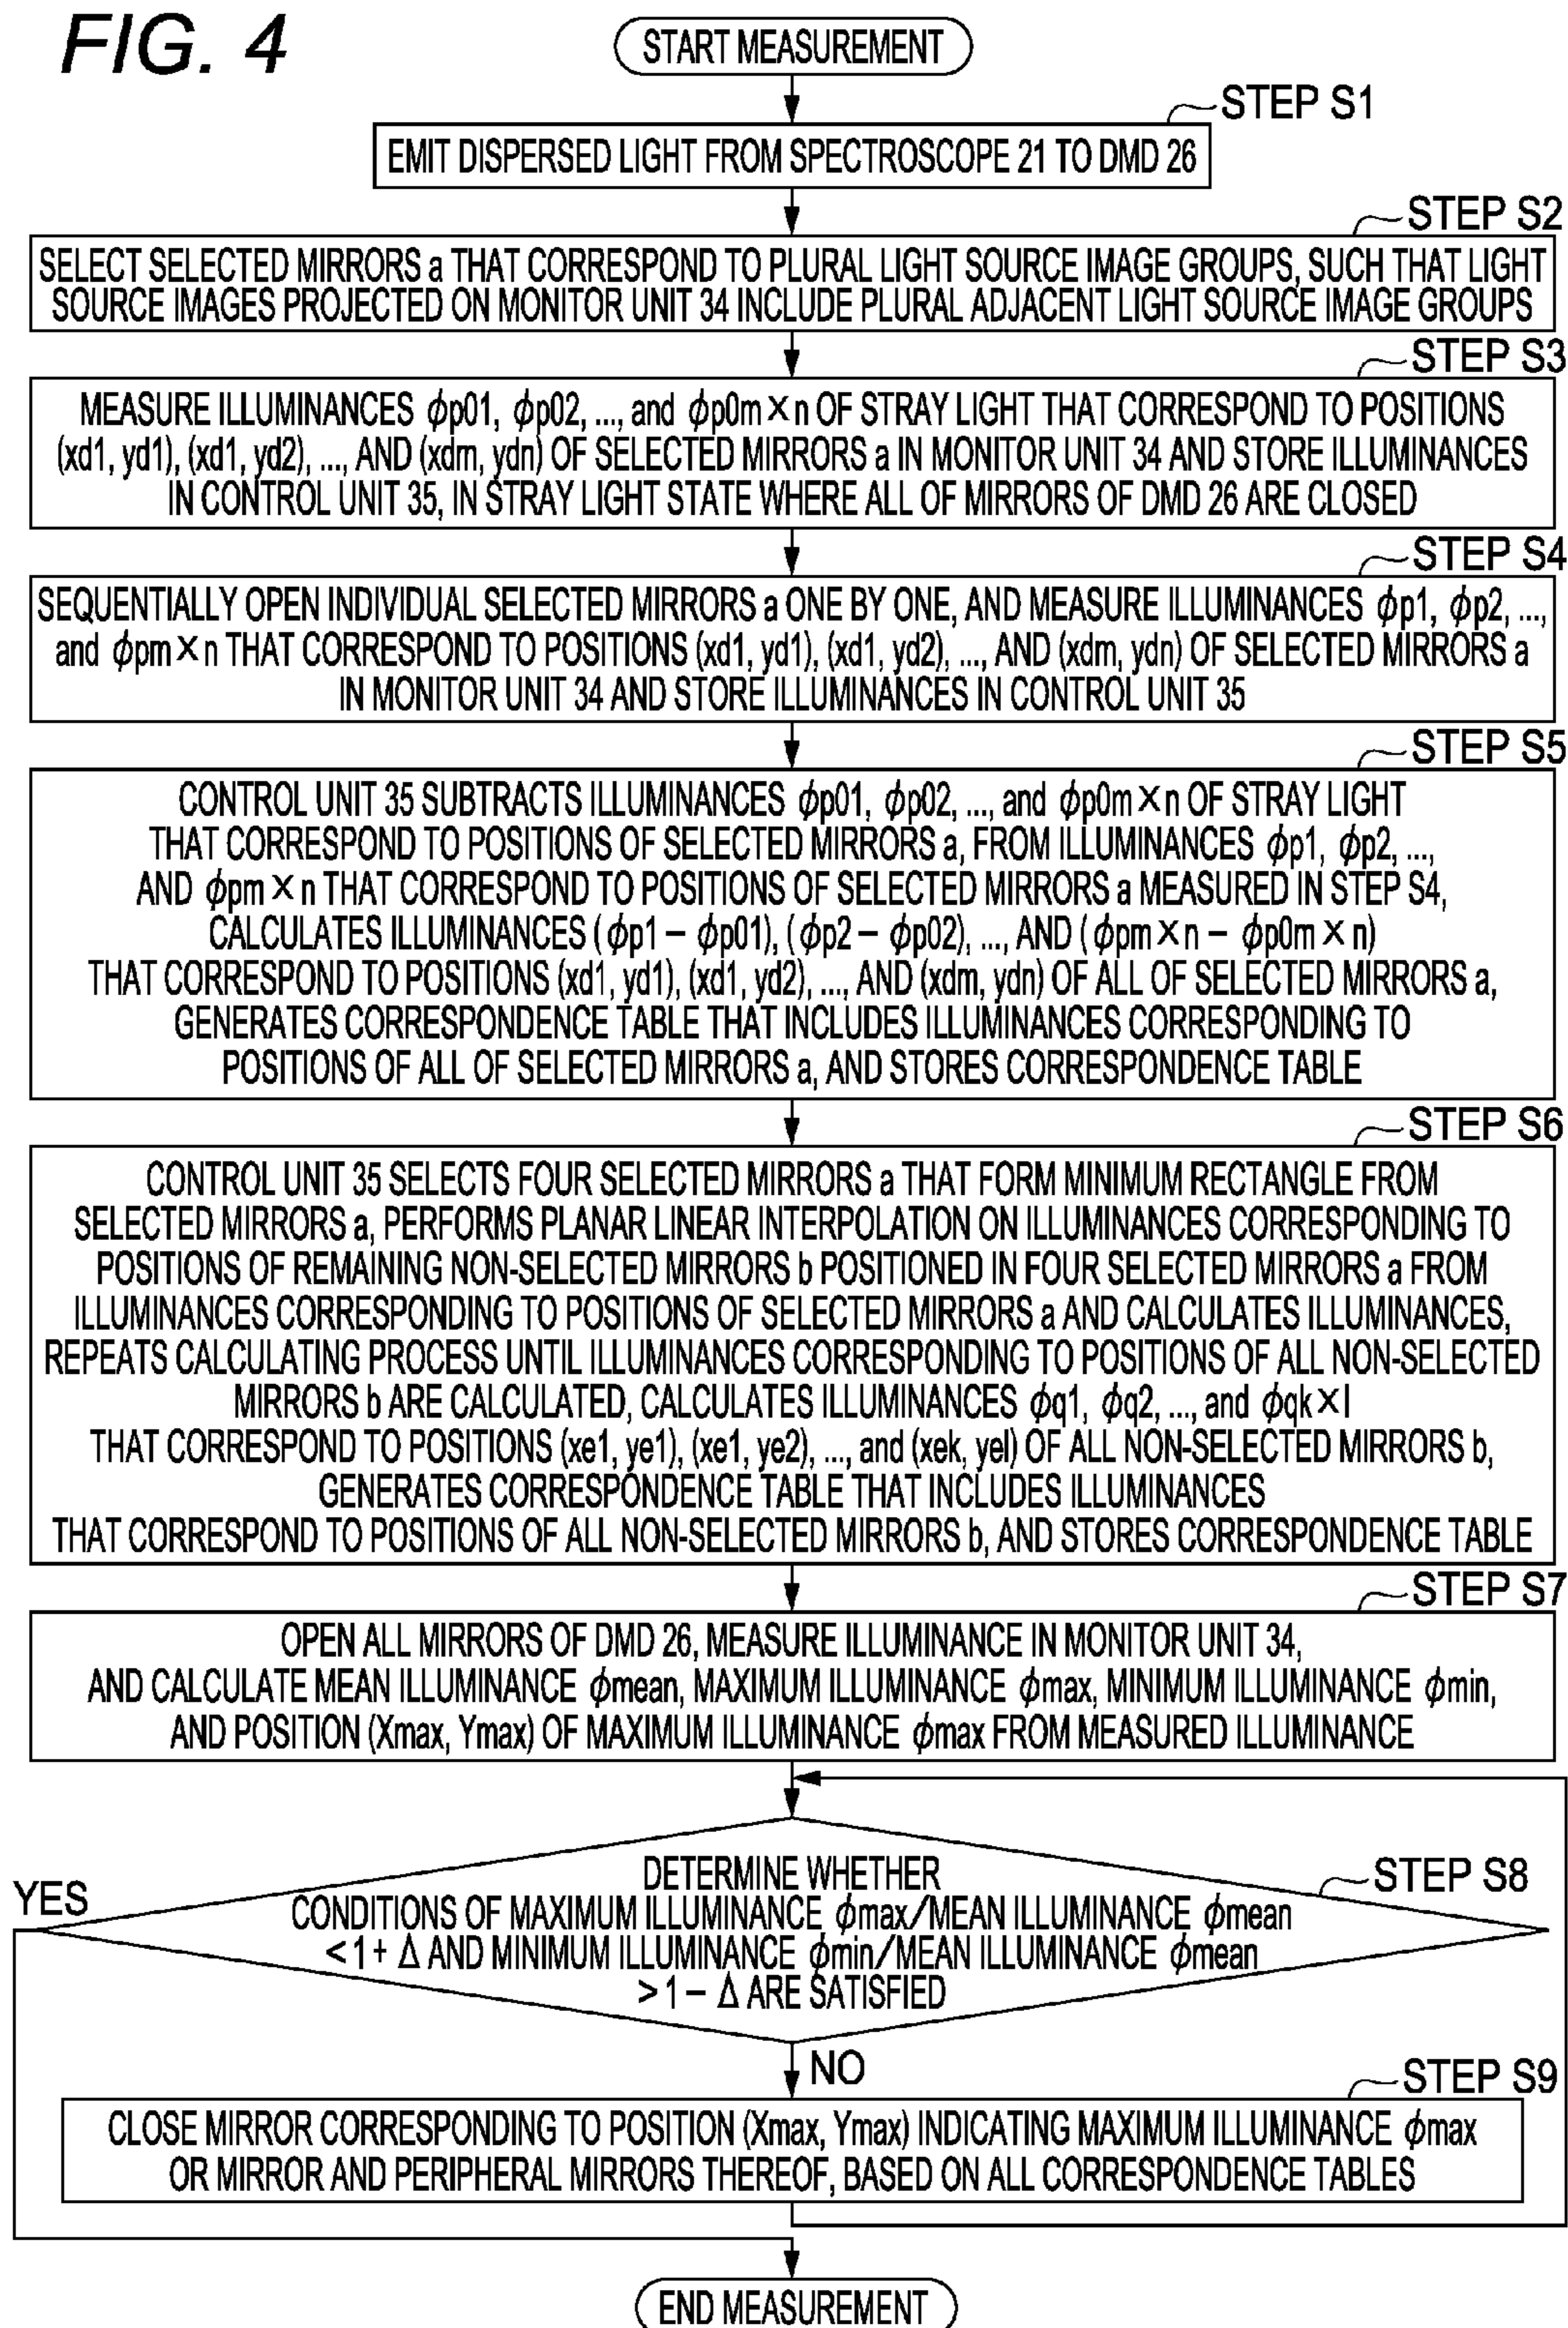 FIG. 4
START MEASUREMENT
STEP S1
EMIT DISPERSED LIGHT FROM SPECTROSCOPE 21 TO DMD 26
STEP S2
SELECT SELECTED MIRRORS a THAT CORRESPOND TO PLURAL LIGHT SOURCE IMAGE GROUPS, SUCH THAT LIGHT
SOURCE IMAGES PROJECTED ON MONITOR UNIT 34 INCLUDE PLURAL ADJACENT LIGHT SOURCE IMAGE GROUPS
STEP S3
MEASURE ILLUMINANCES ϕp01, ϕp02, ..., and ϕp0m×n OF STRAY LIGHT THAT CORRESPOND TO POSITIONS
(xd1, yd1), (xd1, yd2), ..., AND (xdm, ydn) OF SELECTED MIRRORS a IN MONITOR UNIT 34 AND STORE ILLUMINANCES
IN CONTROL UNIT 35, IN STRAY LIGHT STATE WHERE ALL OF MIRRORS OF DMD 26 ARE CLOSED
STEP S4
SEQUENTIALLY OPEN INDIVIDUAL SELECTED MIRRORS a ONE BY ONE, AND MEASURE ILLUMINANCES ϕp1, ϕp2, ...,
and ϕpm×n THAT CORRESPOND TO POSITIONS (xd1, yd1), (xd1, yd2), ..., AND (xdm, ydn) OF SELECTED MIRRORS a
IN MONITOR UNIT 34 AND STORE ILLUMINANCES IN CONTROL UNIT 35
STEP S5
CONTROL UNIT 35 SUBTRACTS ILLUMINANCES ϕp01, ϕp02, ..., and ϕp0m×n OF STRAY LIGHT
THAT CORRESPOND TO POSITIONS OF SELECTED MIRRORS a, FROM ILLUMINANCES ϕp1, ϕp2, ...,
AND ϕpm×n THAT CORRESPOND TO POSITIONS OF SELECTED MIRRORS a MEASURED IN STEP S4,
CALCULATES ILLUMINANCES (ϕp1 − ϕp01), (ϕp2 − ϕp02), ..., AND (ϕpm×n − ϕp0m×n)
THAT CORRESPOND TO POSITIONS (xd1, yd1), (xd1, yd2), ..., AND (xdm, ydn) OF ALL OF SELECTED MIRRORS a,
GENERATES CORRESPONDENCE TABLE THAT INCLUDES ILLUMINANCES CORRESPONDING TO
POSITIONS OF ALL OF SELECTED MIRRORS a, AND STORES CORRESPONDENCE TABLE
STEP S6
CONTROL UNIT 35 SELECTS FOUR SELECTED MIRRORS a THAT FORM MINIMUM RECTANGLE FROM
SELECTED MIRRORS a, PERFORMS PLANAR LINEAR INTERPOLATION ON ILLUMINANCES CORRESPONDING TO
POSITIONS OF REMAINING NON-SELECTED MIRRORS b POSITIONED IN FOUR SELECTED MIRRORS a FROM
ILLUMINANCES CORRESPONDING TO POSITIONS OF SELECTED MIRRORS a AND CALCULATES ILLUMINANCES,
REPEATS CALCULATING PROCESS UNTIL ILLUMINANCES CORRESPONDING TO POSITIONS OF ALL NON-SELECTED
MIRRORS b ARE CALCULATED, CALCULATES ILLUMINANCES ϕq1, ϕq2, ..., and ϕqk×l
THAT CORRESPOND TO POSITIONS (xe1, ye1), (xe1, ye2), ..., and (xek, yel) OF ALL NON-SELECTED MIRRORS b,
GENERATES CORRESPONDENCE TABLE THAT INCLUDES ILLUMINANCES
THAT CORRESPOND TO POSITIONS OF ALL NON-SELECTED MIRRORS b, AND STORES CORRESPONDENCE TABLE
STEP S7
OPEN ALL MIRRORS OF DMD 26, MEASURE ILLUMINANCE IN MONITOR UNIT 34,
AND CALCULATE MEAN ILLUMINANCE ϕmean, MAXIMUM ILLUMINANCE ϕmax, MINIMUM ILLUMINANCE ϕmin,
AND POSITION (Xmax, Ymax) OF MAXIMUM ILLUMINANCE ϕmax FROM MEASURED ILLUMINANCE
STEP S8
YES
DETERMINE WHETHER
CONDITIONS OF MAXIMUM ILLUMINANCE ϕmax/MEAN ILLUMINANCE ϕmean
<1+ Δ AND MINIMUM ILLUMINANCE ϕmin/MEAN ILLUMINANCE ϕmean
>1− Δ ARE SATISFIED
NO
STEP S9
CLOSE MIRROR CORRESPONDING TO POSITION (Xmax, Ymax) INDICATING MAXIMUM ILLUMINANCE ϕmax
OR MIRROR AND PERIPHERAL MIRRORS THEREOF, BASED ON ALL CORRESPONDENCE TABLES
END MEASUREMENT